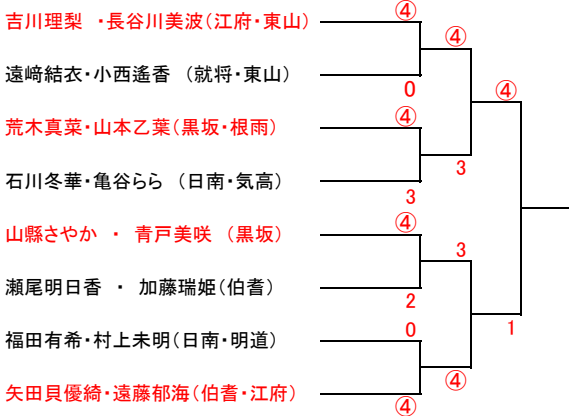 ④
吉川理梨 ・長谷川美波(江府・東山)
④
遠﨑結衣・小西遙香 (就将・東山)
0
④
④
荒木真菜・山本乙葉(黒坂・根雨)
3
石川冬華・亀谷らら (日南・気高)
3
山縣さやか ・ 青戸美咲 (黒坂)
④
3
瀬尾明日香 ・ 加藤瑞姫(伯耆)
2
1
福田有希・村上未明(日南・明道)
0
④
矢田貝優綺・遠藤郁海(伯耆・江府)
④